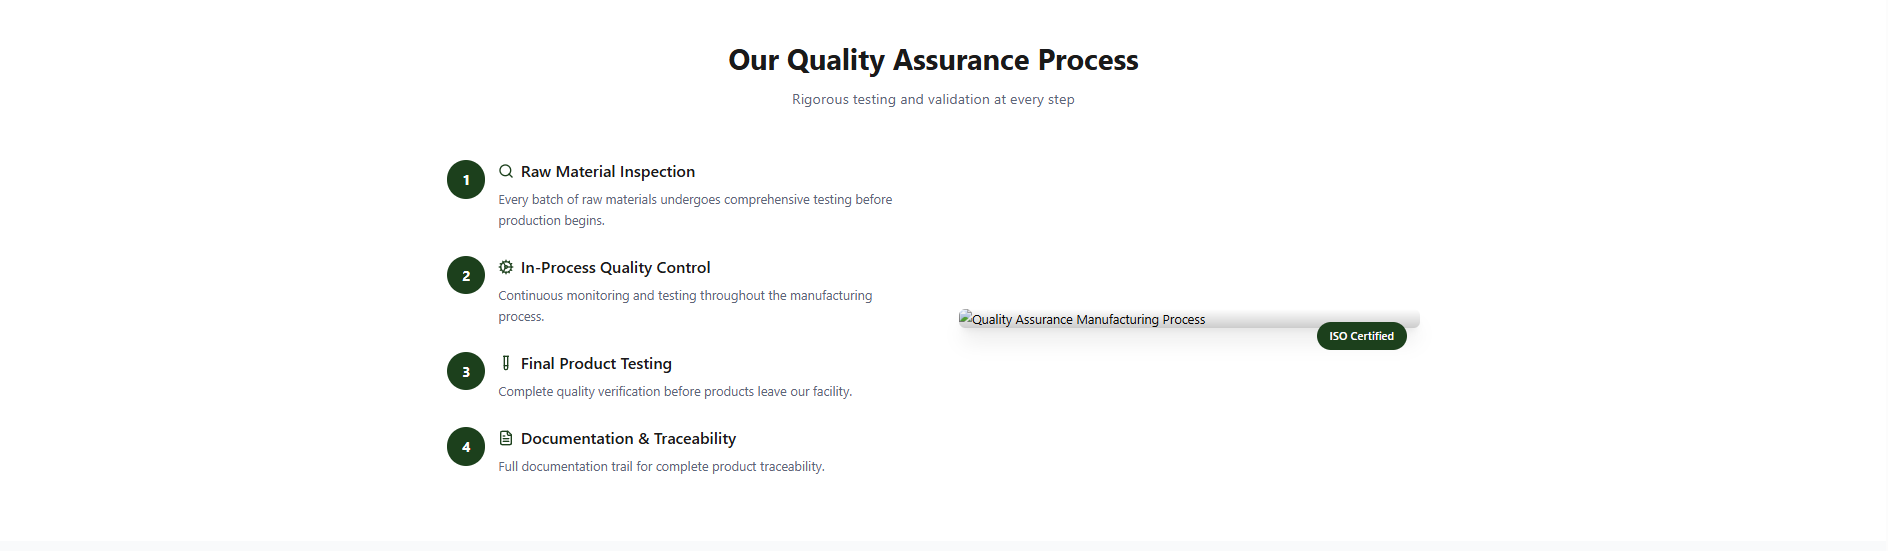 Our Quality Assurance Process
Rigorous testing and validation at every step
1
Raw Material Inspection
Every batch of raw materials undergoes comprehensive testing before
production begins.
2
In-Process Quality Control
Continuous monitoring and testing throughout the manufacturing
process.
3
Final Product Testing
Complete quality verification before products leave our facility.
4
Documentation & Traceability
Full documentation trail for complete product traceability.
Quality Assurance Manufacturing Process
ISO Certified